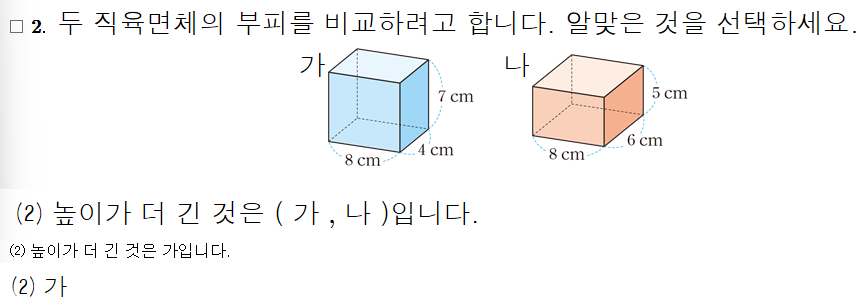 □ 2. 두 직육면체의 부피를 비교하려고 합니다. 알맞은 것을 선택하세요.
가 나
7 cm 5 cm
4 cm 6 cm
8 cm 8 cm
(2) 높이가 더 긴 것은 ( 가 , 나 )입니다.
(2) 높이가 더 긴 것은 가입니다.
(2) 가